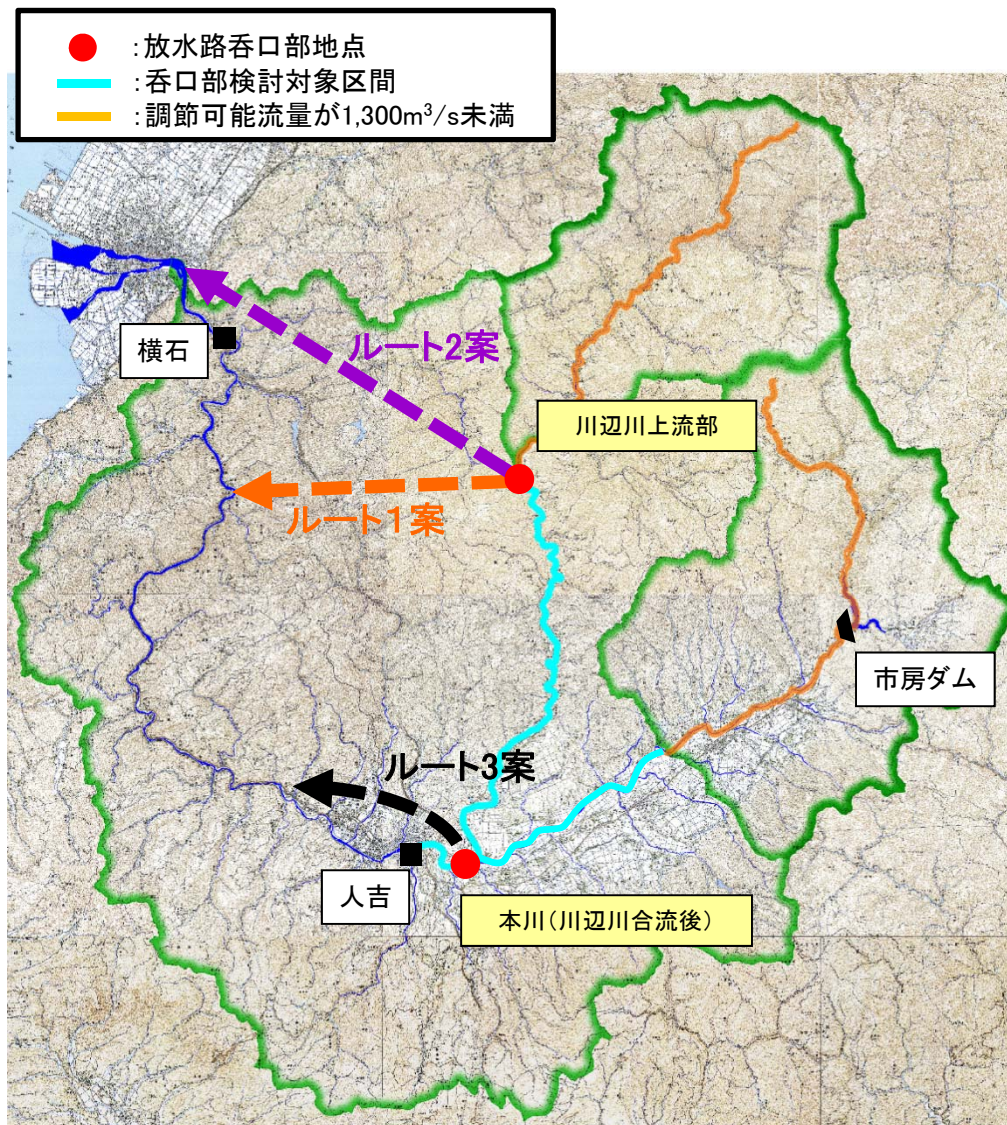 ：放水路呑口部地点
：呑口部検討対象区間
：調節可能流量が1,300m³/s未満
横石
ルート2案
川辺川上流部
ルート1案
市房ダム
ルート3案
人吉
本川（川辺川合流後）